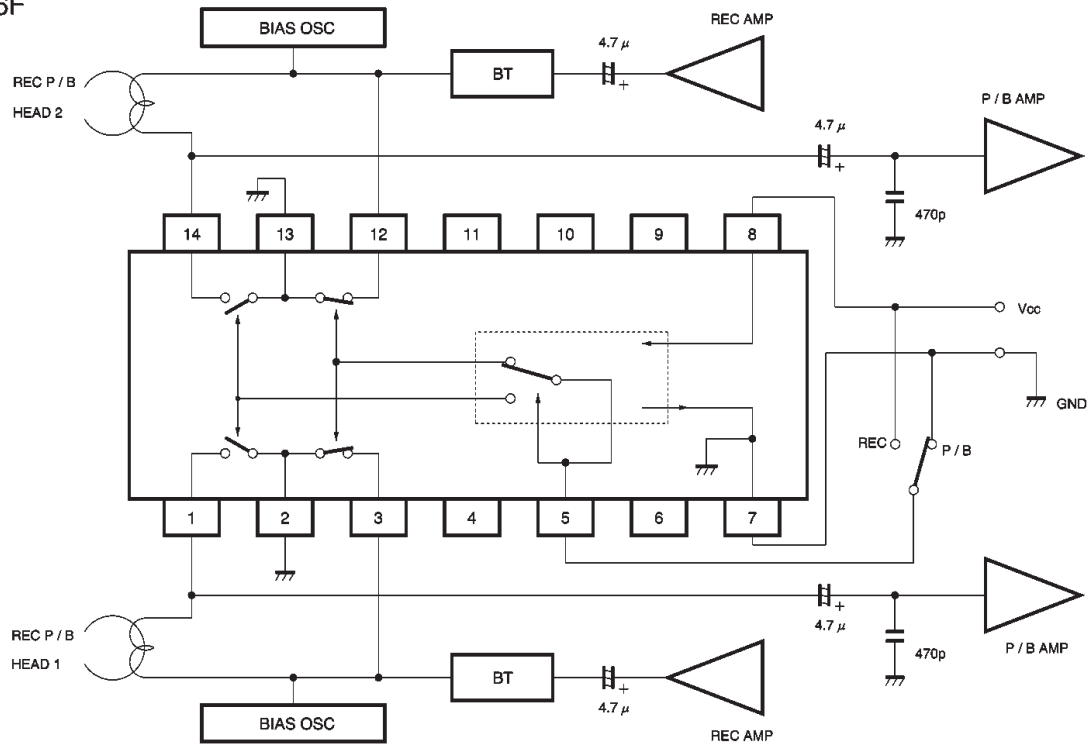 BIAS OSC
REC AMP
4.7 μ
+
BT
REC P / B
HEAD 2
P / B AMP
4.7 μ
+
470p
14
13
12
11
10
9
8
Vcc
GND
REC
P / B
1
2
3
4
5
6
7
4.7 μ
+
470p
P / B AMP
REC P / B
HEAD 1
BT
4.7 μ
+
BIAS OSC
REC AMP